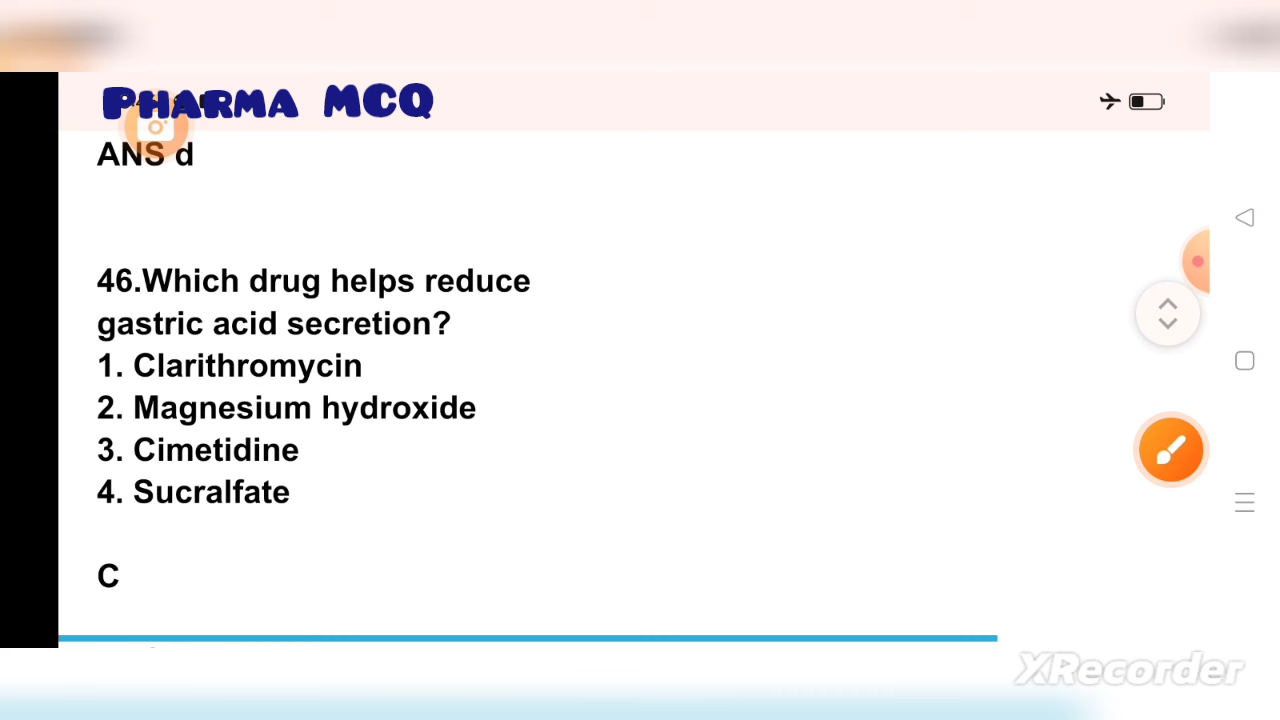 PHARMA MCQ
ANS d
46.Which drug helps reduce
gastric acid secretion?
1. Clarithromycin
2. Magnesium hydroxide
3. Cimetidine
4. Sucralfate
C
XRecorder